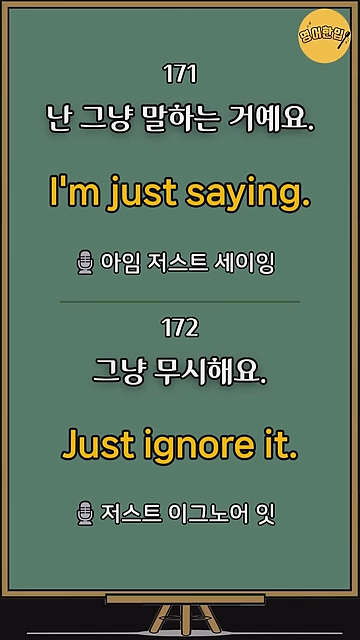 영어한입
171
난 그냥 말하는 거예요.
I'm just saying.
아임 저스트 세이잉
172
그냥 무시해요.
Just ignore it.
저스트 이그노어 잇